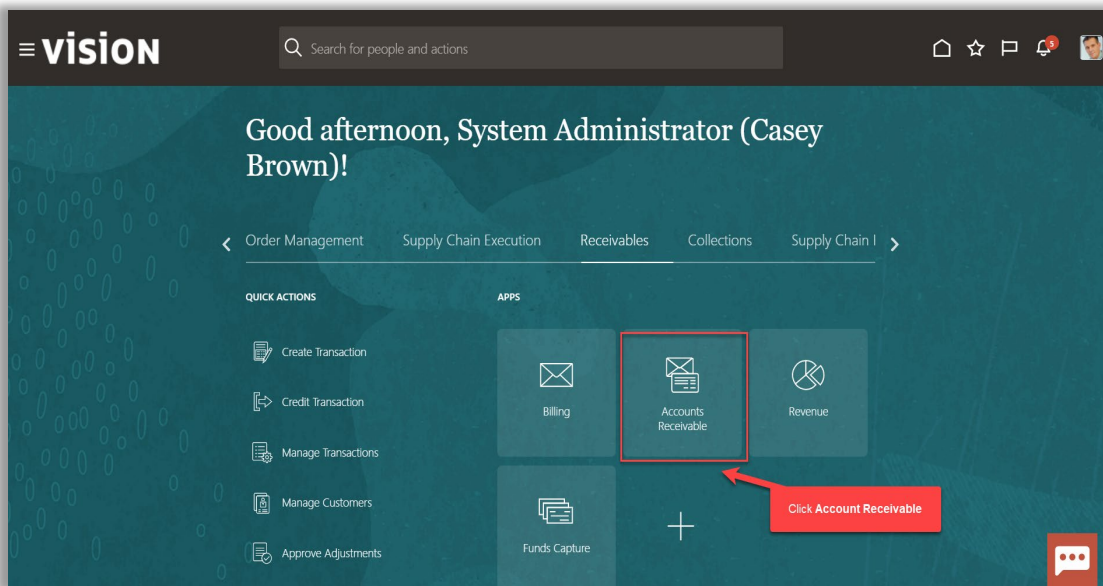 vision
Search for people and actions
5
Good afternoon, System Administrator (Casey
Brown)!
Order Management
Supply Chain Execution
Receivables
Collections
Supply Chain
QUICK ACTIONS
APPS
Create Transaction
Credit Transaction
Manage Transactions
Manage Customers
Approve Adjustments
Billing
Accounts
Receivable
Revenue
Click Account Receivable
Funds Capture